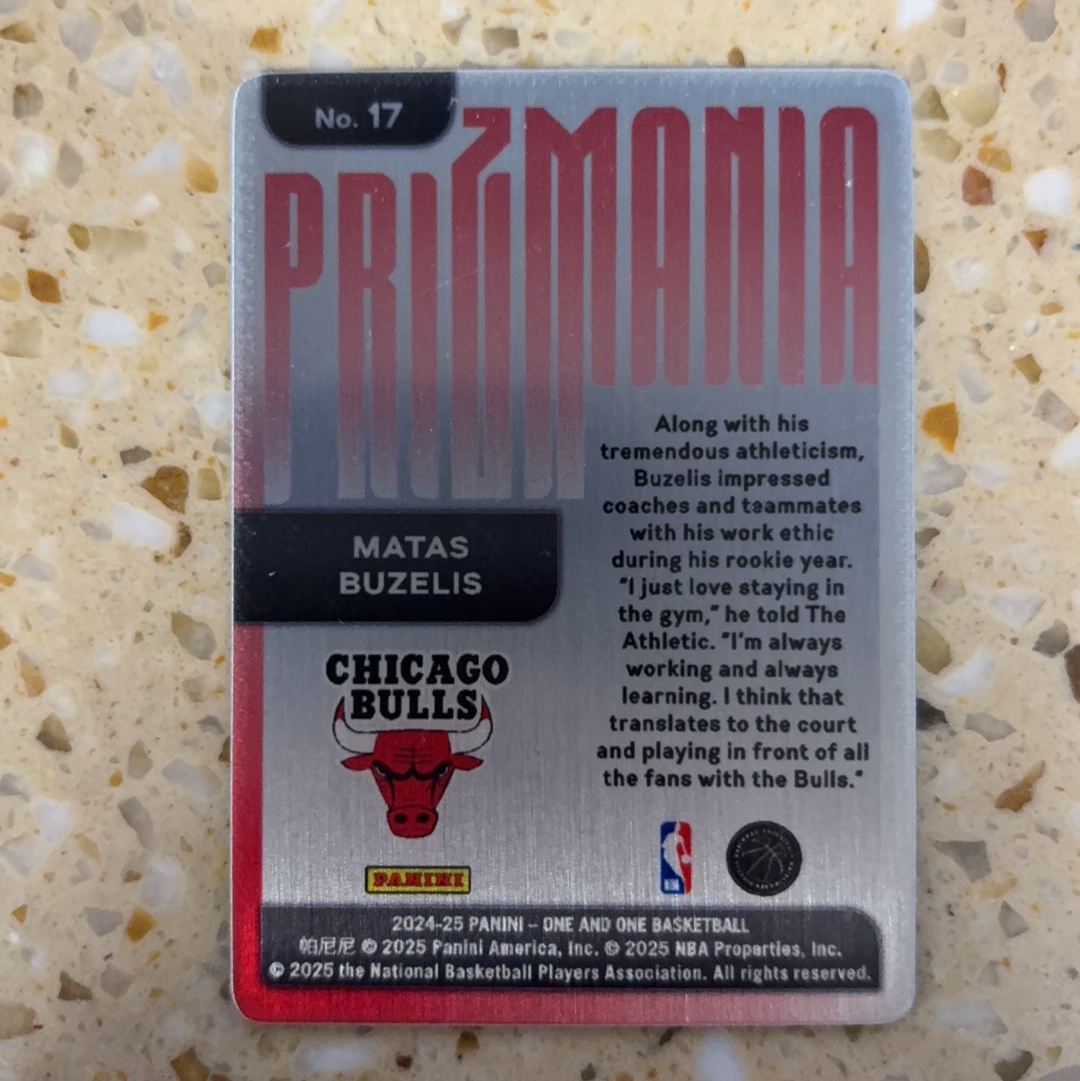 No. 17
PRIZMANIA
MATAS
BUZELIS
CHICAGO
BULLS
Along with his
tremendous athleticism,
Buzelis impressed
coaches and teammates
with his work ethic
during his rookie year.
"I just love staying in
the gym," he told The
Athletic. "I'm always
working and always
learning. I think that
translates to the court
and playing in front of all
the fans with the Bulls."
PANINI
NBA
2024-25 PANINI – ONE AND ONE BASKETBALL
帕尼尼 © 2025 Panini America, Inc. © 2025 NBA Properties, Inc.
© 2025 the National Basketball Players Association. All rights reserved.